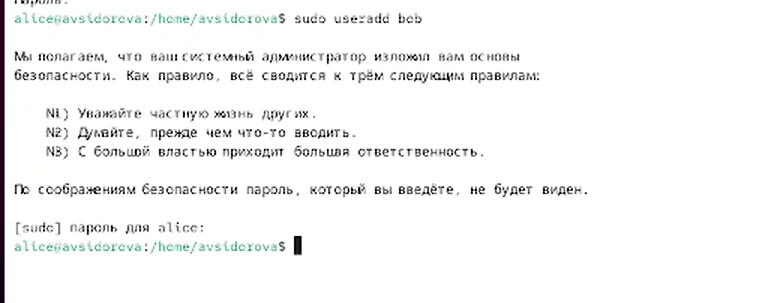 Пароль:
alice@avsidorova:/home/avsidorova$ sudo useradd bob
Мы полагаем, что ваш системный администратор изложил вам основы
безопасности. Как правило, всё сводится к трём следующим правилам:
№1) Уважайте частную жизнь других.
№2) Думайте, прежде чем что-то вводить.
№3) С большой властью приходит большая ответственность.
По соображениям безопасности пароль, который вы введёте, не будет виден.
[sudo] пароль для alice:
alice@avsidorova:/home/avsidorova$